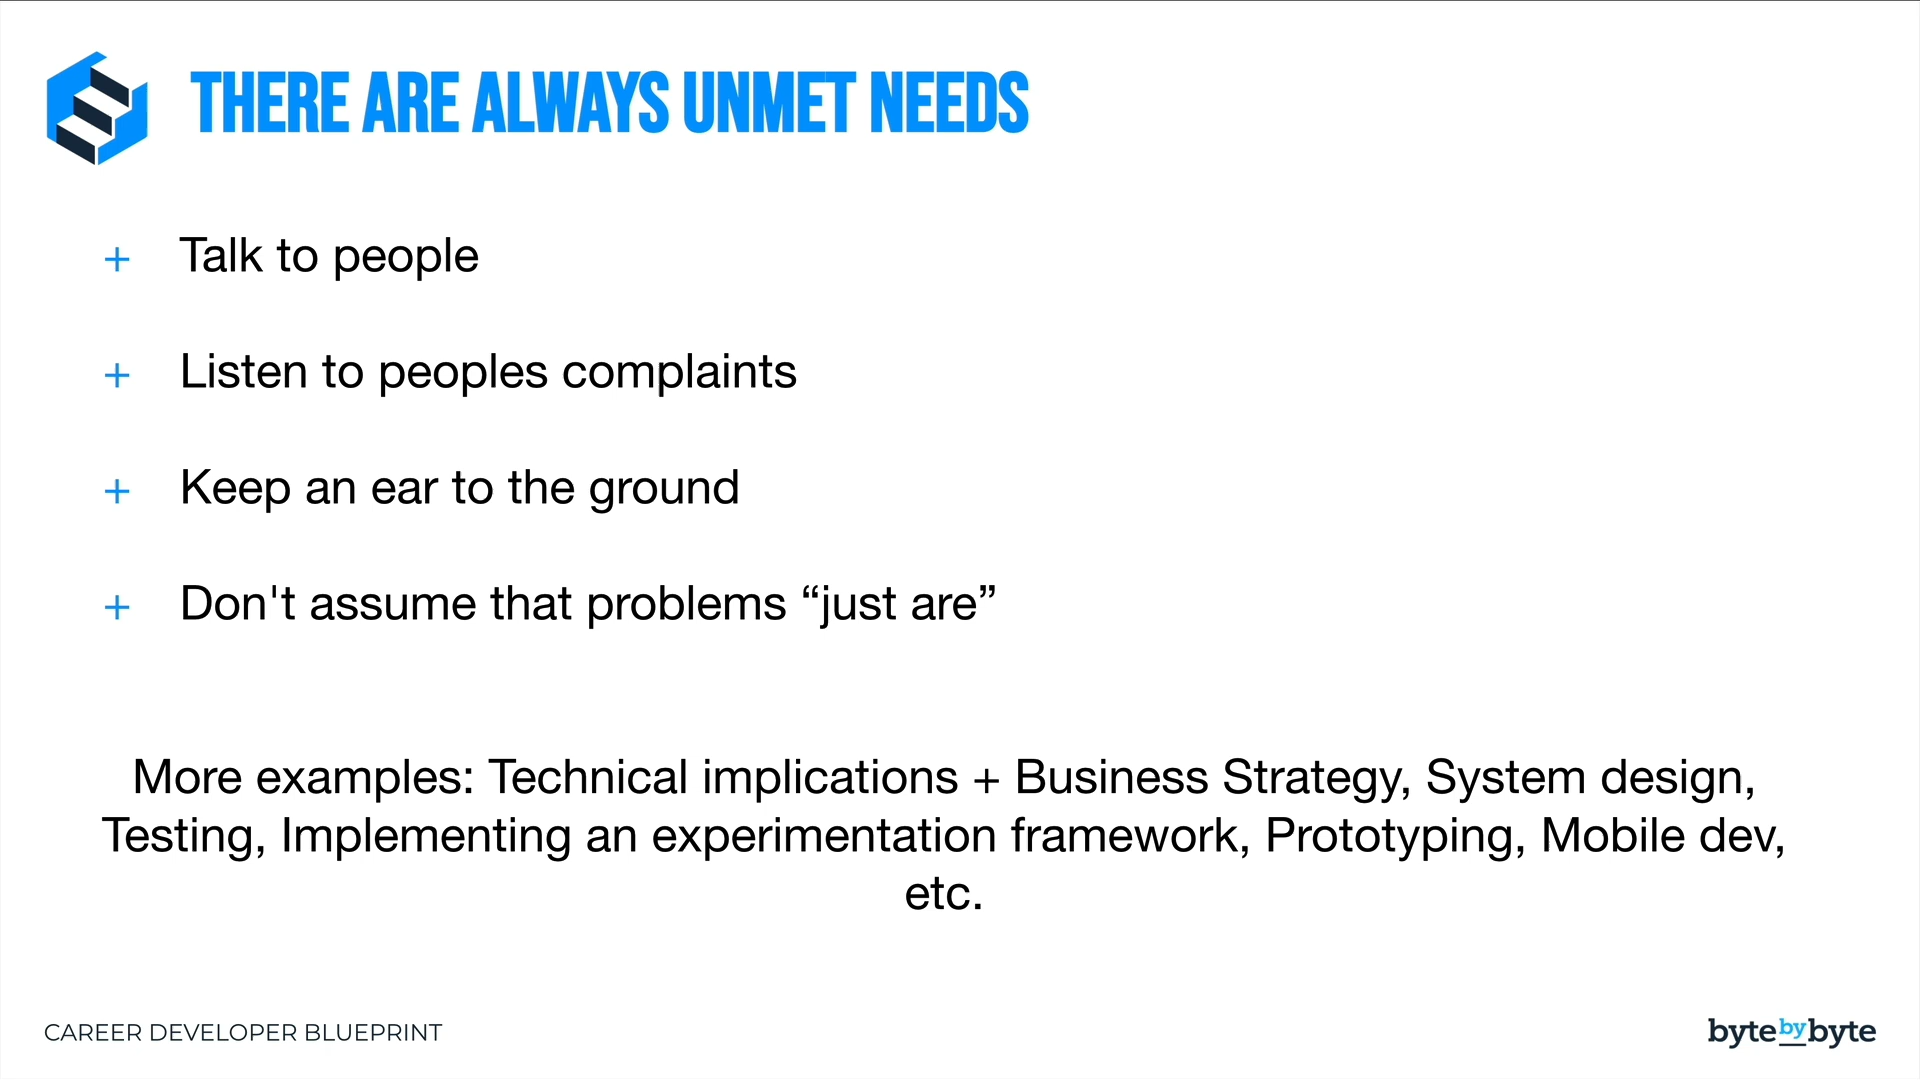 THERE ARE ALWAYS UNMET NEEDS
+ Talk to people
+ Listen to peoples complaints
+ Keep an ear to the ground
+ Don't assume that problems “just are”
More examples: Technical implications + Business Strategy, System design,
Testing, Implementing an experimentation framework, Prototyping, Mobile dev,
etc.
CAREER DEVELOPER BLUEPRINT
byte by byte